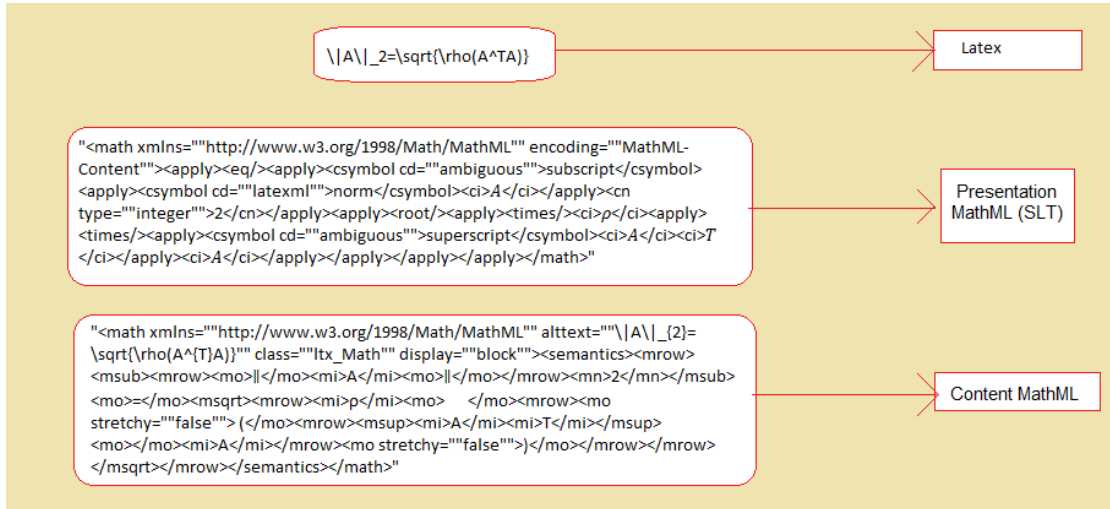 \|A\|_2=\sqrt{\rho(A^TA)}
Latex
"<math xmlns=""http://www.w3.org/1998/Math/MathML"" encoding=""MathML-
Content""><apply><eq/><apply><csymbol cd=""ambiguous"">subscript</csymbol>
<apply><csymbol cd=""latexml"">norm</csymbol><ci>𝐴</ci></apply><cn
type=""integer"">2</cn></apply><apply><root/><apply><times/><ci>𝜌</ci><apply>
<times/><apply><csymbol cd=""ambiguous"">superscript</csymbol><ci>𝐴</ci><ci>𝑇
</ci></apply><ci>𝐴</ci></apply></apply></apply></apply></math>"
Presentation
MathML (SLT)
"<math xmlns=""http://www.w3.org/1998/Math/MathML"" alttext=""\|A\|_{2}=
\sqrt{\rho(A^{T}A)}"" class=""ltx_Math"" display=""block""><semantics><mrow>
<msub><mrow><mo>∥</mo><mi>A</mi><mo>∥</mo></mrow><mn>2</mn></msub>
<mo>=</mo><msqrt><mrow><mi>ρ</mi><mo> </mo><mrow><mo
stretchy=""false"">(</mo><mrow><msup><mi>A</mi><mi>T</mi></msup>
<mo></mo><mi>A</mi></mrow><mo stretchy=""false"">)</mo></mrow></mrow>
</msqrt></mrow></semantics></math>"
Content MathML